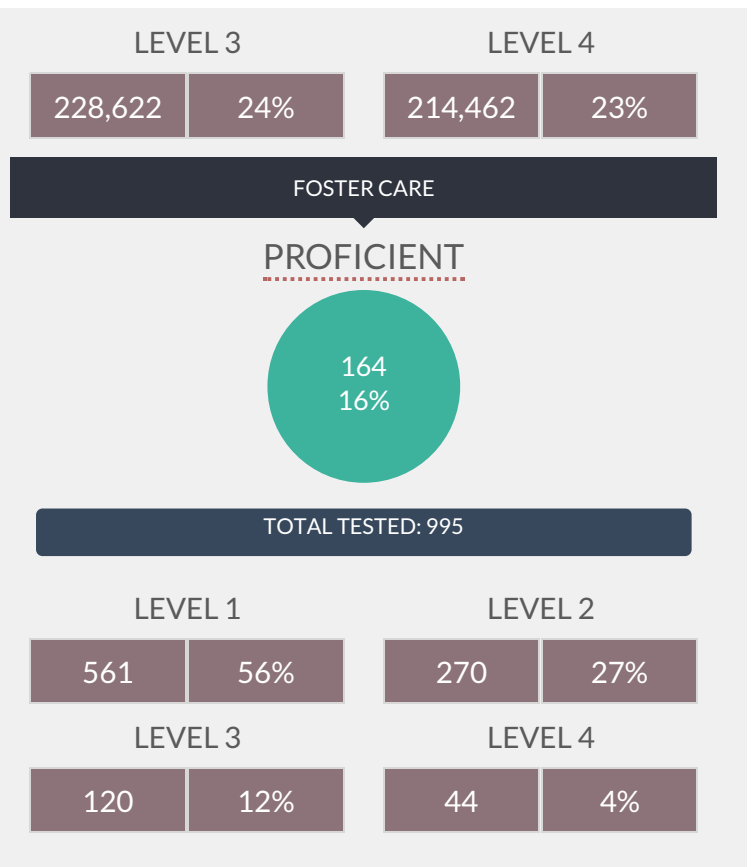 LEVEL 3 LEVEL 4
228,622 24% 214,462 23%
FOSTER CARE
PROFICIENT
164
16%
TOTAL TESTED: 995
LEVEL 1 LEVEL 2
561 56% 270 27%
LEVEL 3 LEVEL 4
120 12% 44 4%